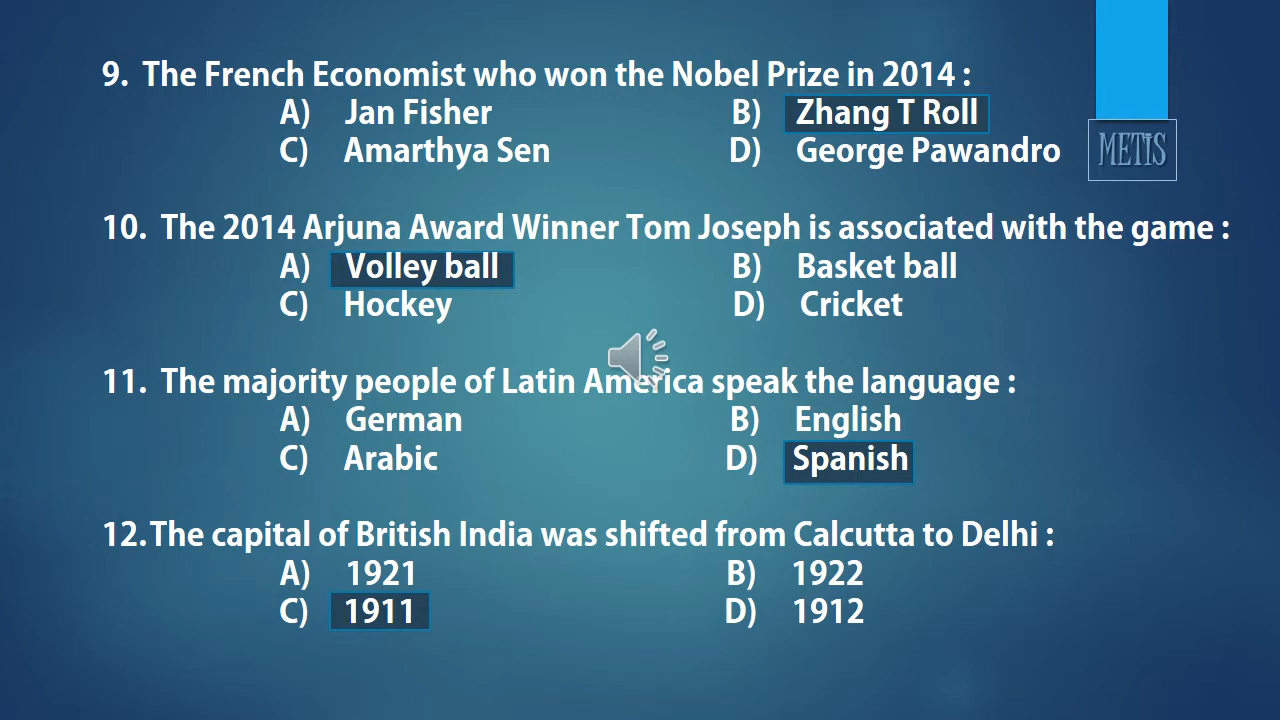 9. The French Economist who won the Nobel Prize in 2014 :
A) Jan Fisher B) Zhang T Roll
C) Amarthya Sen D) George Pawandro
METIS
10. The 2014 Arjuna Award Winner Tom Joseph is associated with the game :
A) Volley ball B) Basket ball
C) Hockey D) Cricket
11. The majority people of Latin America speak the language :
A) German B) English
C) Arabic D) Spanish
12. The capital of British India was shifted from Calcutta to Delhi :
A) 1921 B) 1922
C) 1911 D) 1912